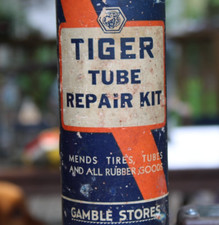 TIGER
TUBE
REPAIR KIT
MENDS TIRES, TUBES
AND ALL RUBBER GOODS
GAMBLE STORES